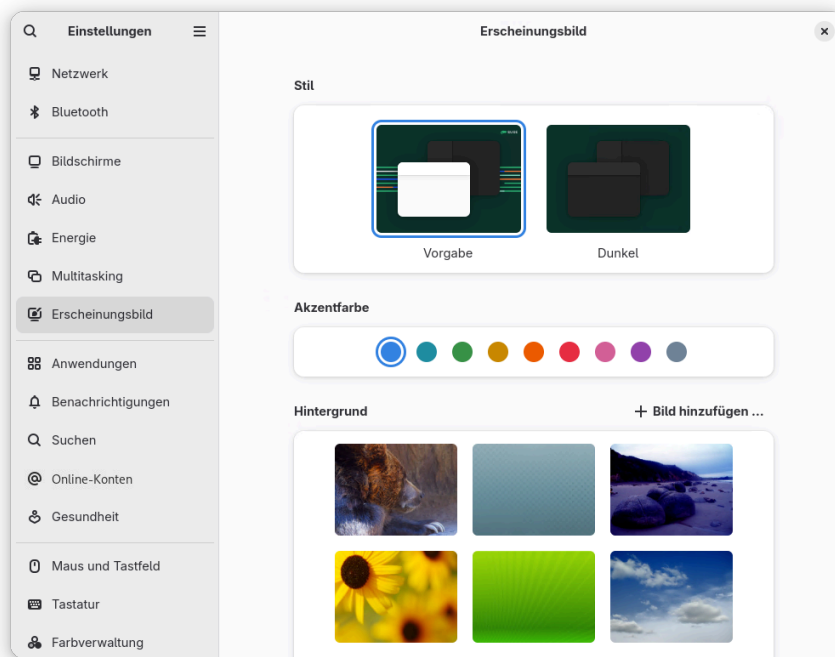 Einstellungen
Erscheinungsbild
Netzwerk
Bluetooth
Bildschirme
Audio
Energie
Multitasking
Erscheinungsbild
Anwendungen
Benachrichtigungen
Suchen
Online-Konten
Gesundheit
Maus und Tastfeld
Tastatur
Farbverwaltung
Stil
Vorgabe
Dunkel
Akzentfarbe
Hintergrund
Bild hinzufügen ...